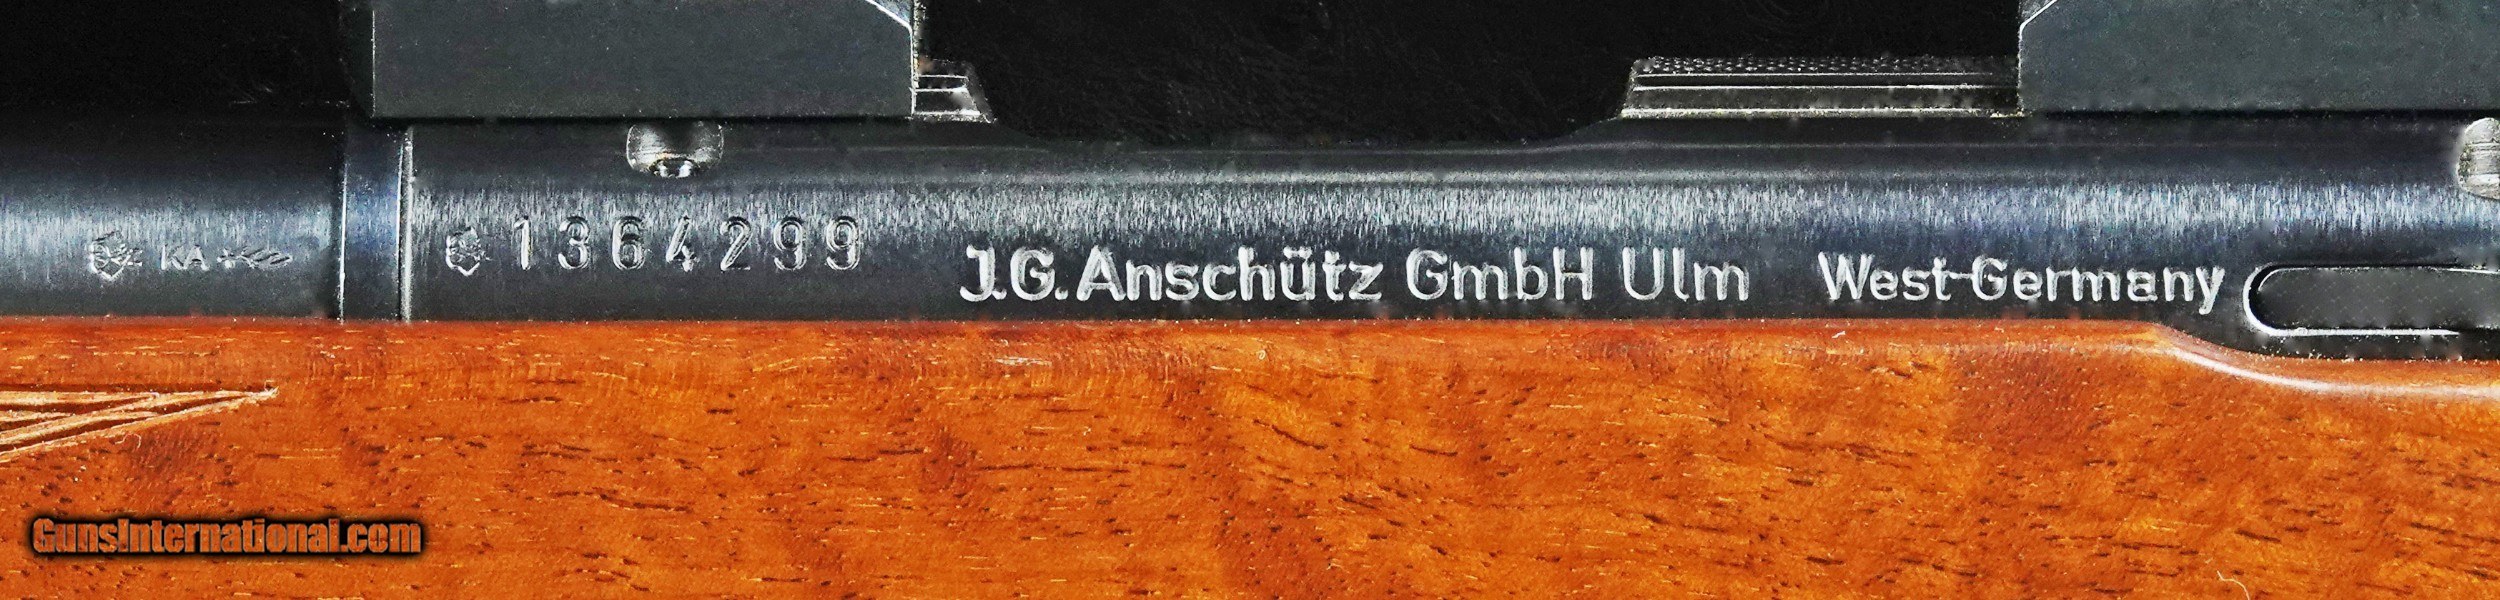 KA
1364299
J.G. Anschütz GmbH Ulm West-Germany
GunsInternational.com